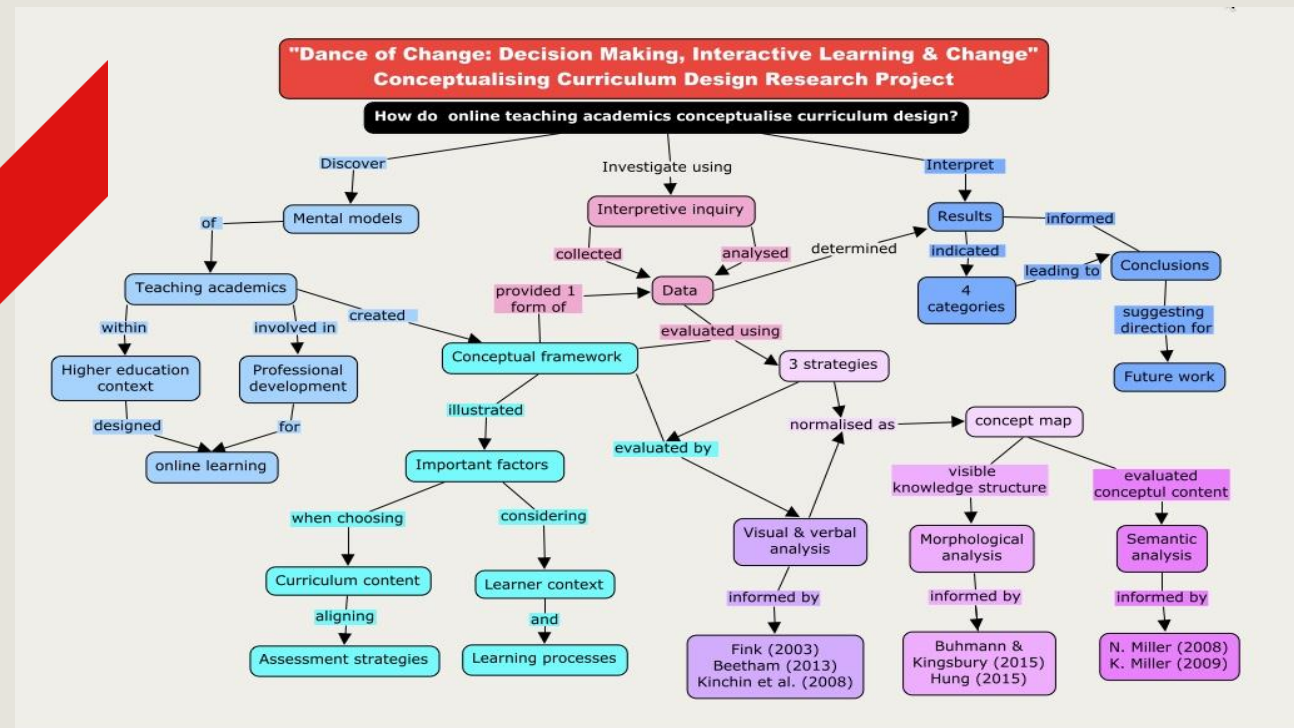 "Dance of Change: Decision Making, Interactive Learning & Change"
Conceptualising Curriculum Design Research Project
How do online teaching academics conceptualise curriculum design?
Discover
Investigate using
Interpret
Mental models
of
Interpretive inquiry
Results
informed
collected
analysed
determined
indicated
Conclusions
leading to
Teaching academics
provided 1
form of
Data
4
categories
created
within
involved in
evaluated using
suggesting
direction for
Conceptual framework
3 strategies
Higher education
context
Professional
development
Future work
illustrated
designed
for
normalised as
concept map
evaluated by
online learning
Important factors
visible
knowledge structure
evaluated
conceptul content
when choosing
considering
Visual & verbal
analysis
Morphological
analysis
Semantic
analysis
Curriculum content
Learner context
informed by
informed by
informed by
aligning
and
Assessment strategies
Learning processes
Fink (2003)
Beetham (2013)
Kinchin et al. (2008)
Buhmann &
Kingsbury (2015)
Hung (2015)
N. Miller (2008)
K. Miller (2009)